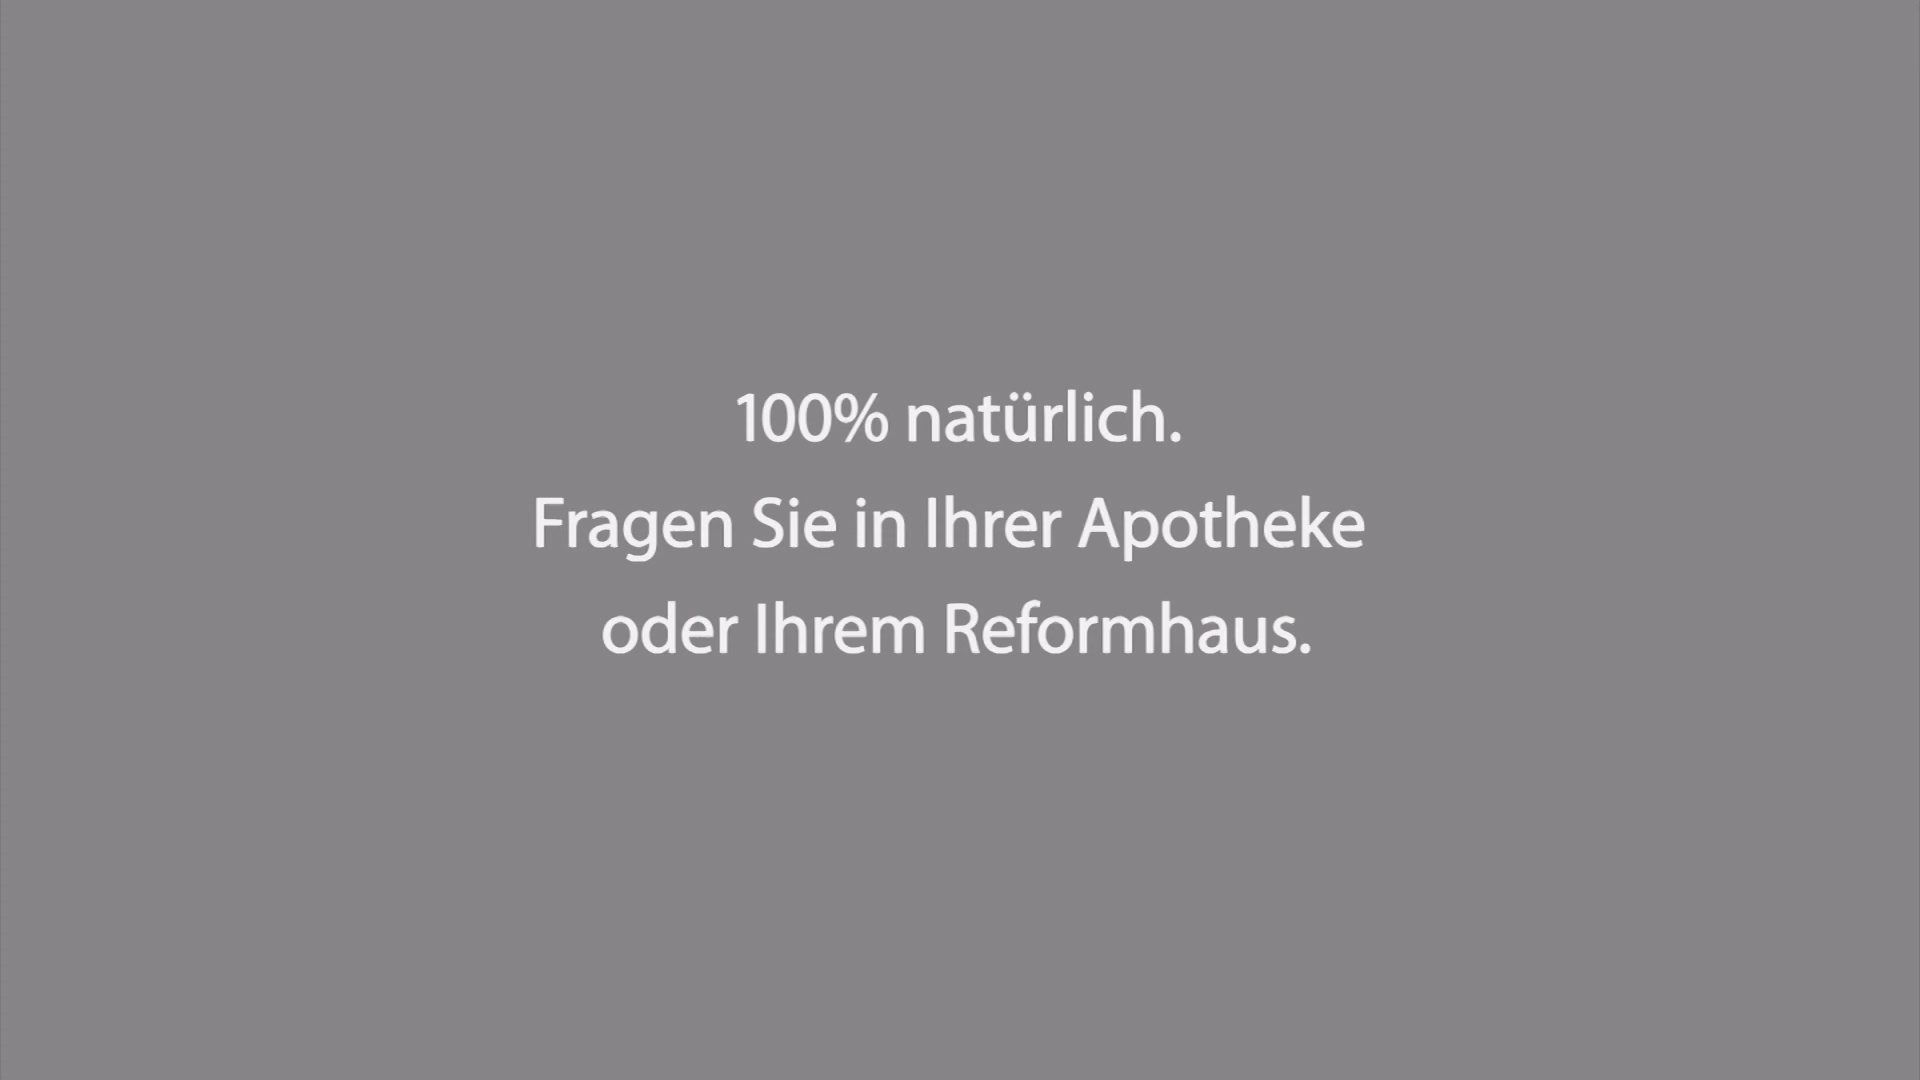 100% natürlich.
Fragen Sie in Ihrer Apotheke
oder Ihrem Reformhaus.